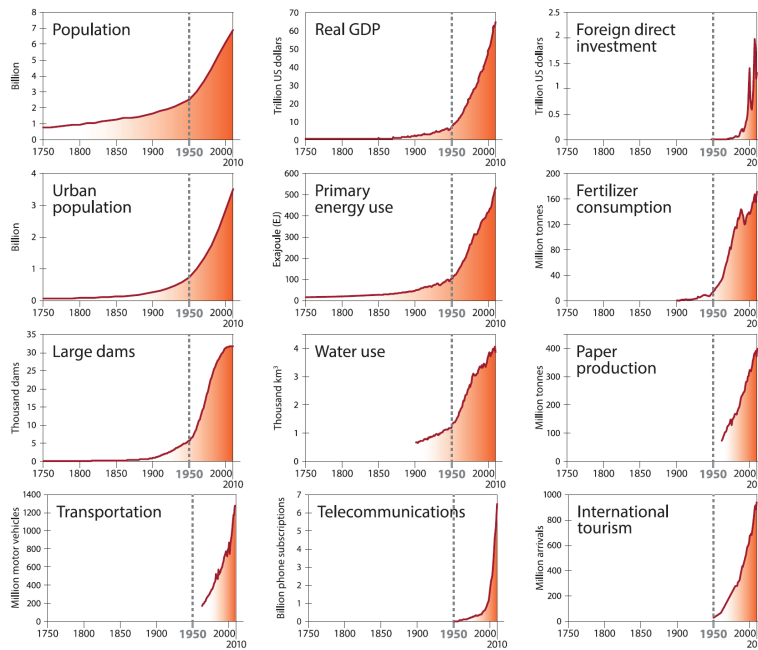 Population
Billion
8
7
6
5
4
3
2
1
0
1750 1800 1850 1900 1950 2000
2010
Real GDP
Trillion US dollars
70
60
50
40
30
20
10
0
1750 1800 1850 1900 1950 2000
2010
Foreign direct
investment
Trillion US dollars
2.5
2
1.5
1
0.5
0
1750 1800 1850 1900 1950 2000
20
Urban
population
Billion
4
3
2
1
0
1750 1800 1850 1900 1950 2000
2010
Primary
energy use
Exajoule (EJ)
600
500
400
300
200
100
1750 1800 1850 1900 1950 2000
2010
Fertilizer
consumption
Million tonnes
200
160
120
80
40
0
1750 1800 1850 1900 1950 2000
20
Large dams
Thousand dams
35
30
25
20
15
10
5
0
1750 1800 1850 1900 1950 2000
2010
Water use
Thousand km³
4
3
2
1
0
1750 1800 1850 1900 1950 2000
2010
Paper
production
Million tonnes
400
300
200
100
0
1750 1800 1850 1900 1950 2000
20
Transportation
Million motor vehicles
1400
1200
1000
800
600
400
200
0
1750 1800 1850 1900 1950 2000
2010
Telecommunications
Billion phone subscriptions
7
6
5
4
3
2
1
0
1750 1800 1850 1900 1950 2000
2010
International
tourism
Million arrivals
1000
800
600
400
200
0
1750 1800 1850 1900 1950 2000
20